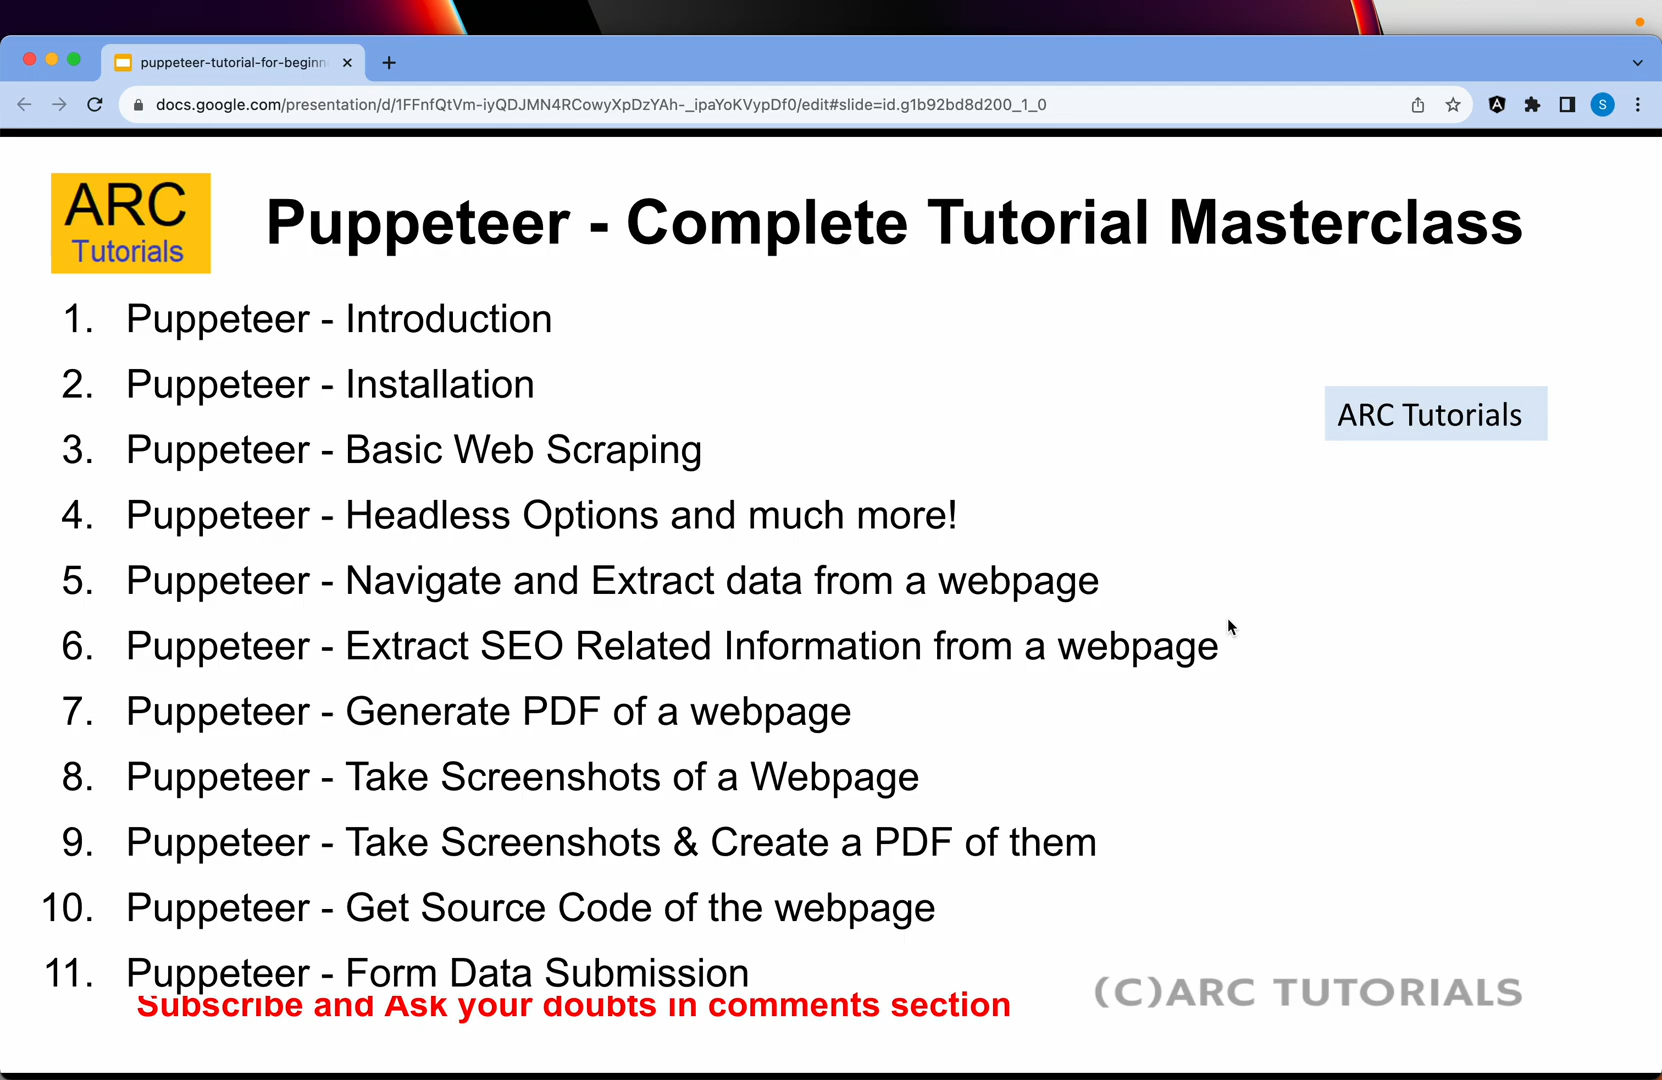 puppeteer-tutorial-for-beginn
docs.google.com/presentation/d/1FFnfQtVm-iyQDJMN4RCowyXpDzYAh-_ipaYoKVypDf0/edit#slide=id.g1b92bd8d200_1_0
S
ARC
Tutorials
Puppeteer - Complete Tutorial Masterclass
1. Puppeteer - Introduction
2. Puppeteer - Installation
ARC Tutorials
3. Puppeteer - Basic Web Scraping
4. Puppeteer - Headless Options and much more!
5. Puppeteer - Navigate and Extract data from a webpage
6. Puppeteer - Extract SEO Related Information from a webpage
7. Puppeteer - Generate PDF of a webpage
8. Puppeteer - Take Screenshots of a Webpage
9. Puppeteer - Take Screenshots & Create a PDF of them
10. Puppeteer - Get Source Code of the webpage
11. Puppeteer - Form Data Submission
Subscribe and Ask your doubts in comments section
(C)ARC TUTORIALS